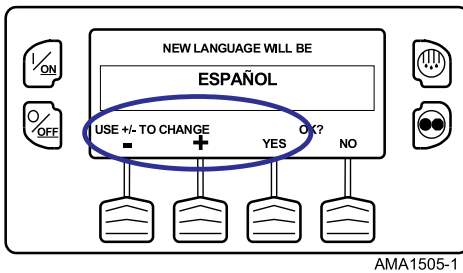 NEW LANGUAGE WILL BE
ESPAÑOL
USE +/- TO CHANGE OK?
- + YES NO
I/ON
O/OFF
AMA1505-1